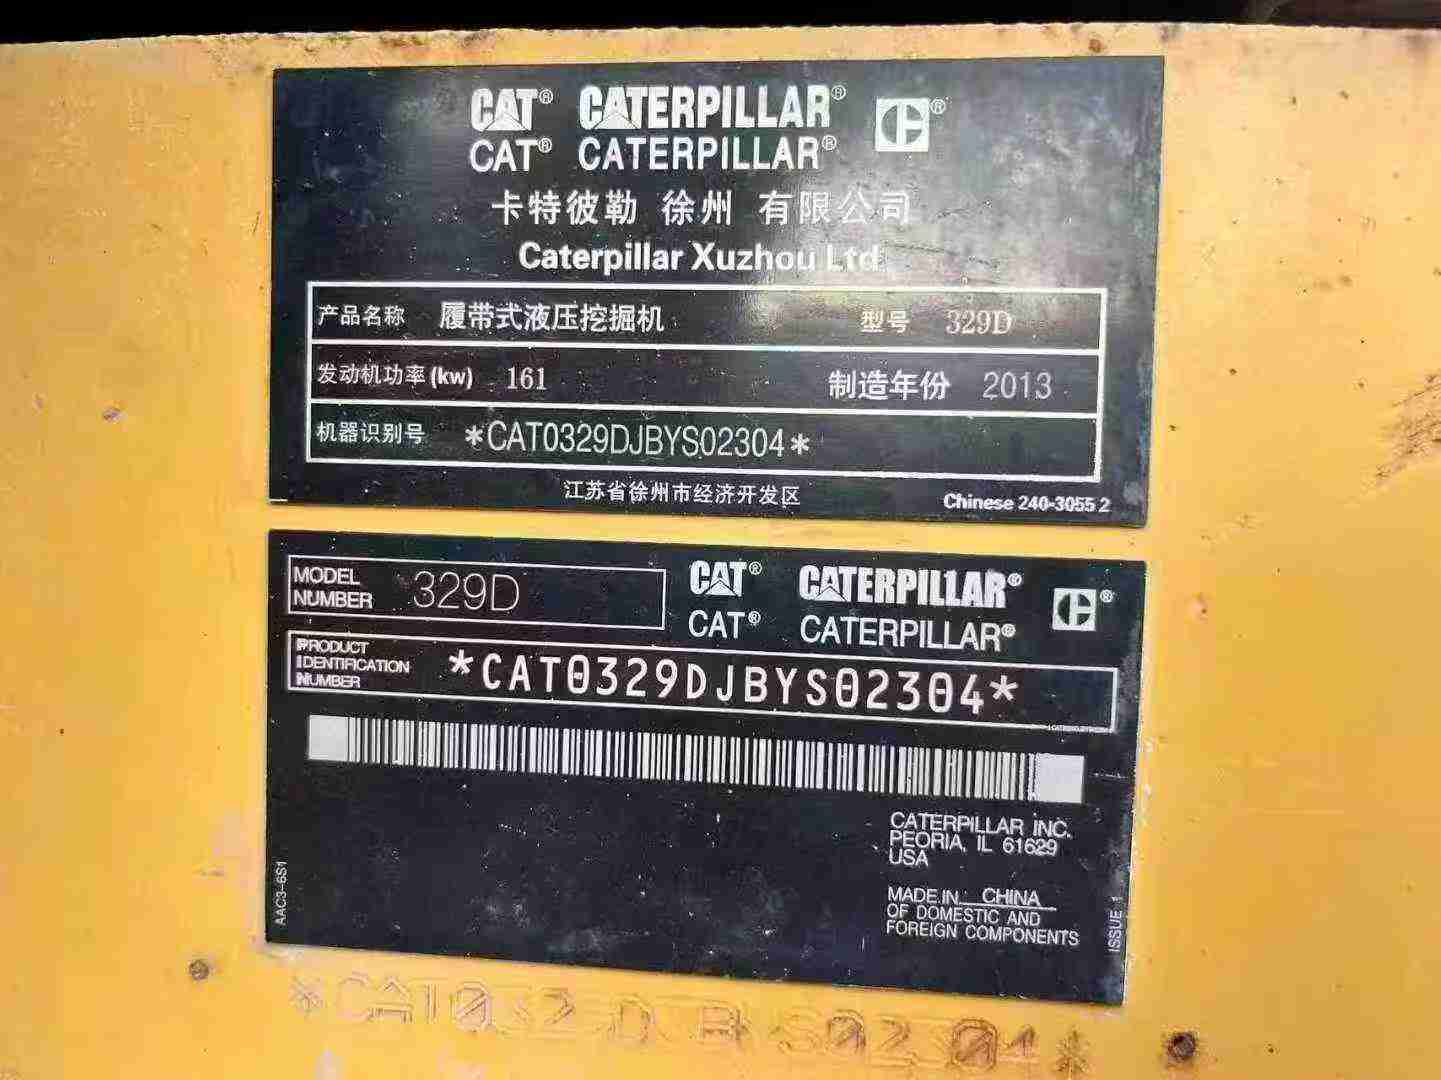 CAT® CATERPILLAR®
CAT® CATERPILLAR®
卡特彼勒 徐州 有限公司
Caterpillar Xuzhou Ltd.
产品名称 履带式液压挖掘机 型号 329D
发动机功率(kw) 161 制造年份 2013
机器识别号 *CAT0329DJBYS02304*
江苏省徐州市经济开发区
Chinese 240-3055 2
MODEL
NUMBER 329D
CAT® CATERPILLAR®
CAT® CATERPILLAR®
PRODUCT
IDENTIFICATION
NUMBER
*CAT0329DJBYS02304*
CATERPILLAR INC.
PEORIA, IL 61629
USA
MADE IN CHINA
OF DOMESTIC AND
FOREIGN COMPONENTS
AAC3-6S1
ISSUE 1
*CAT0329DJBYS02304*